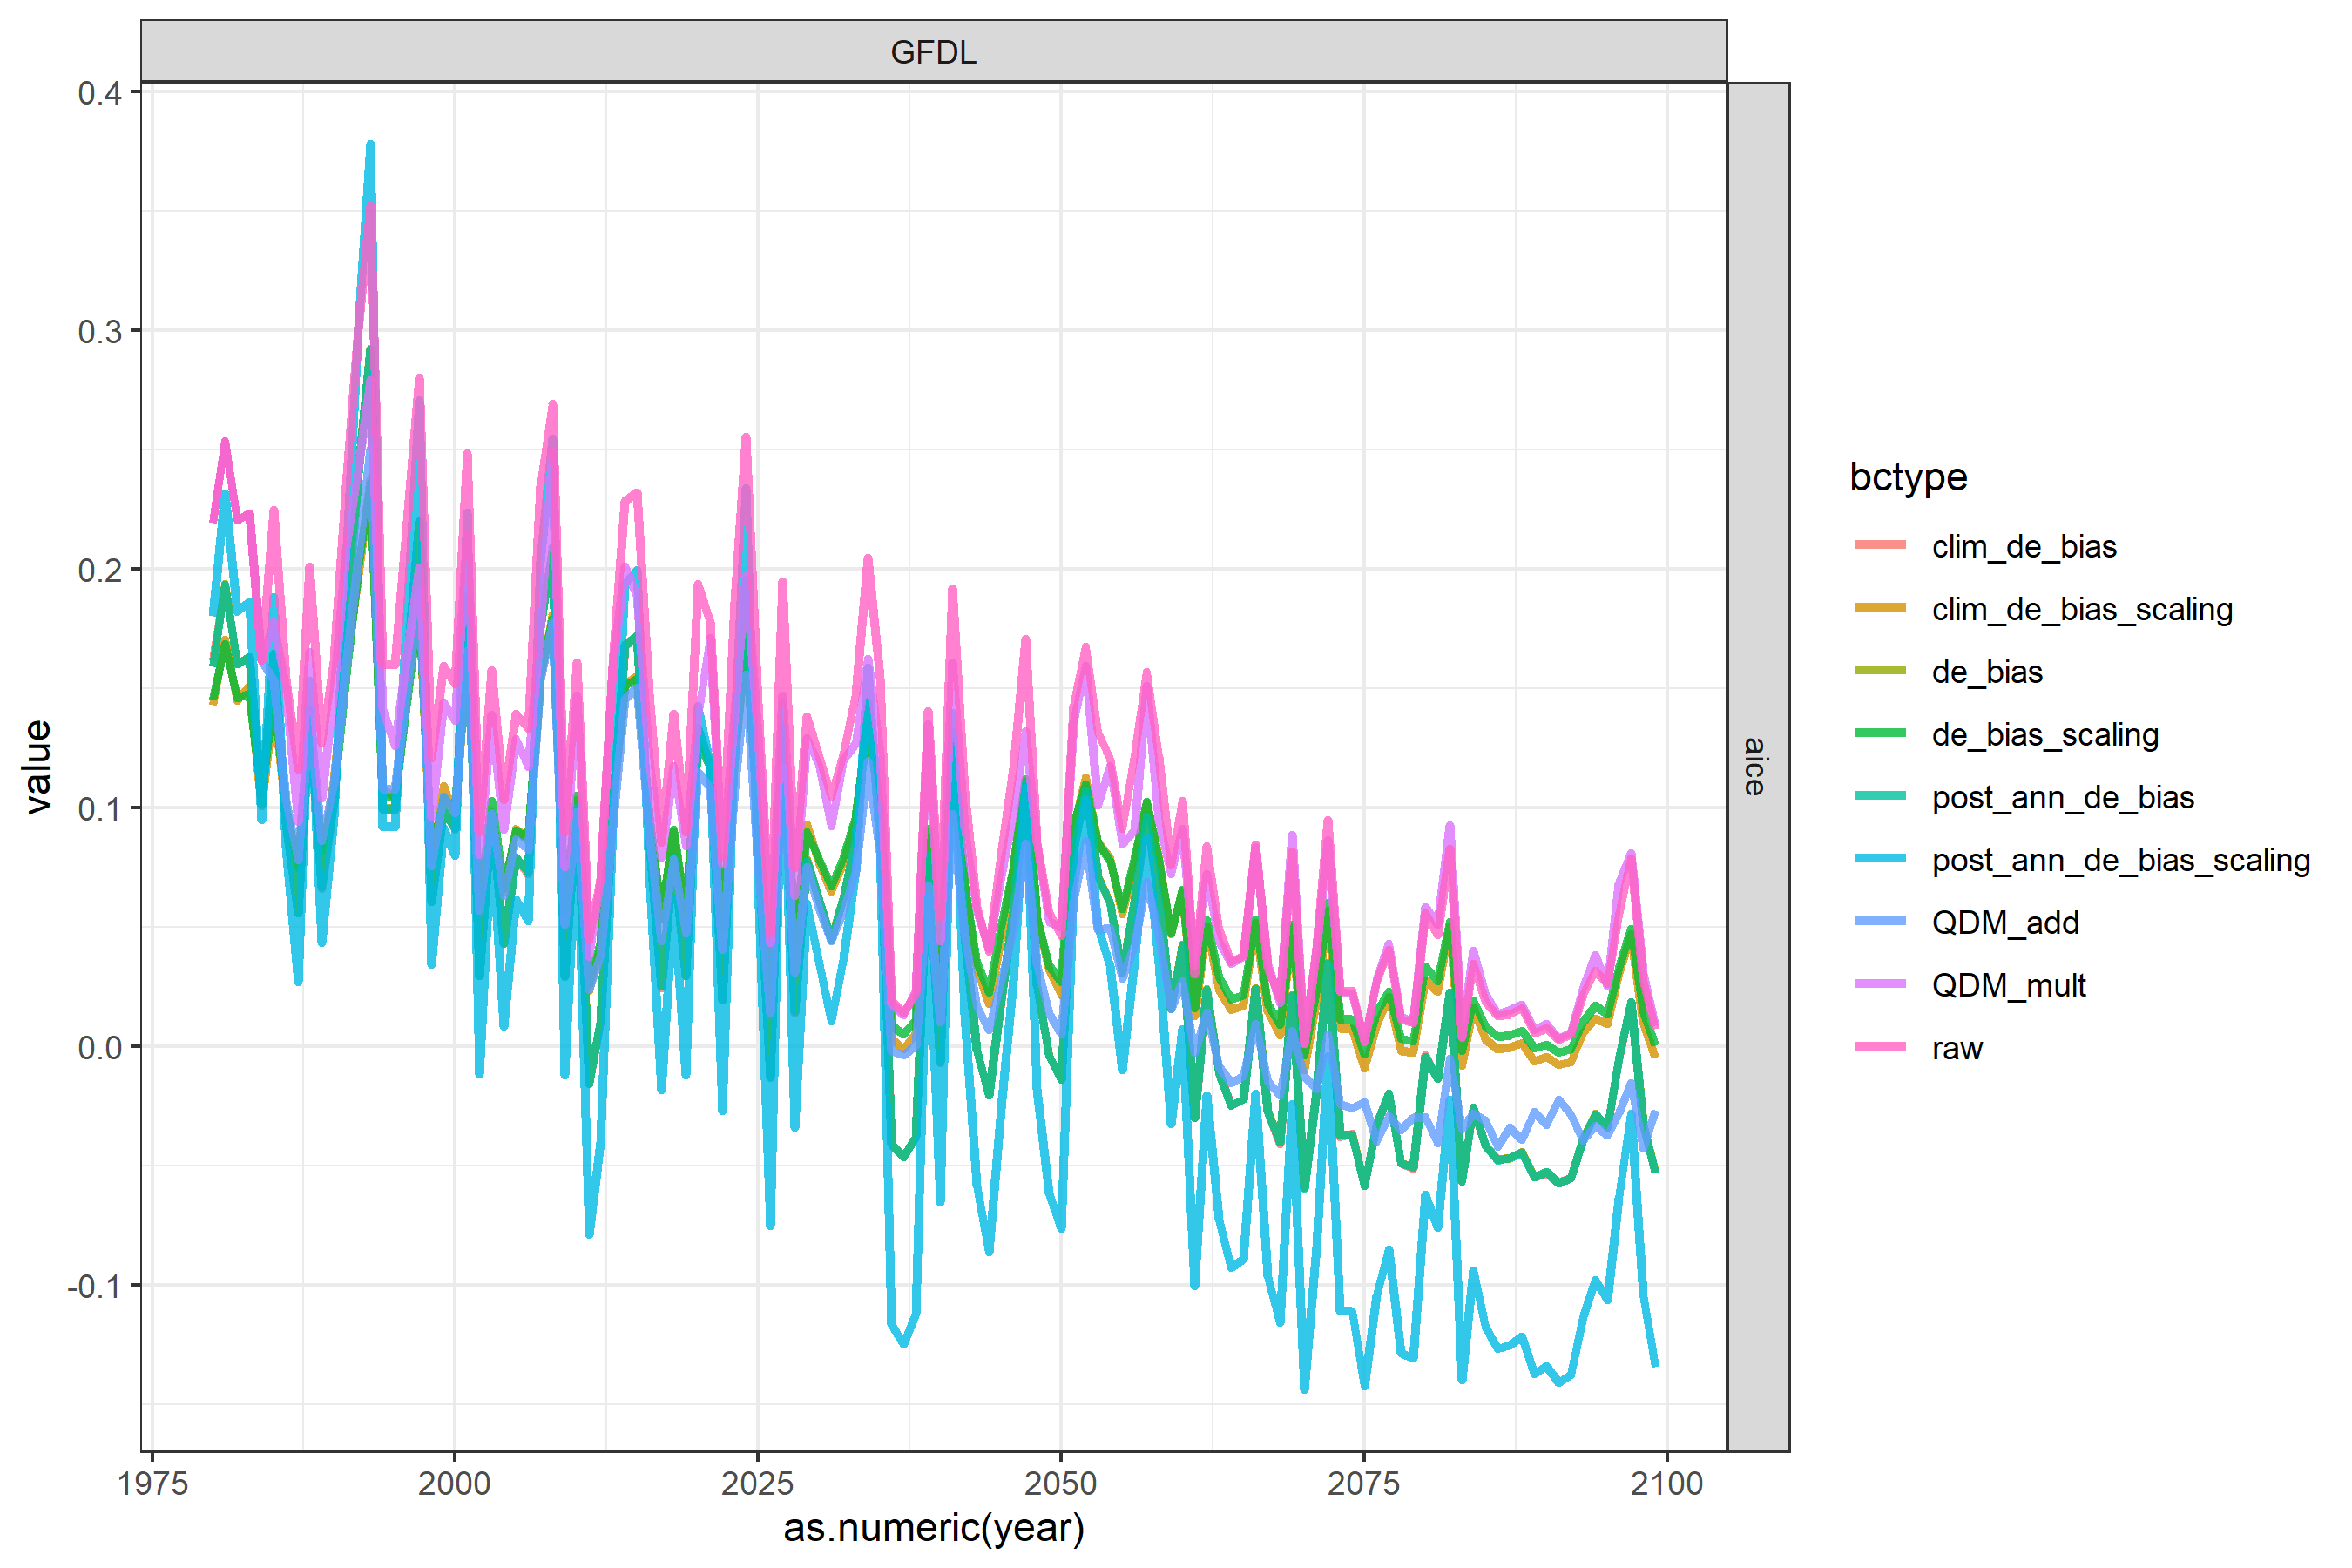 GFDL
0.4
0.3
0.2
0.1
0.0
-0.1
value
aice
1975
2000
2025
2050
2075
2100
as.numeric(year)
bctype
clim_de_bias
clim_de_bias_scaling
de_bias
de_bias_scaling
post_ann_de_bias
post_ann_de_bias_scaling
QDM_add
QDM_mult
raw